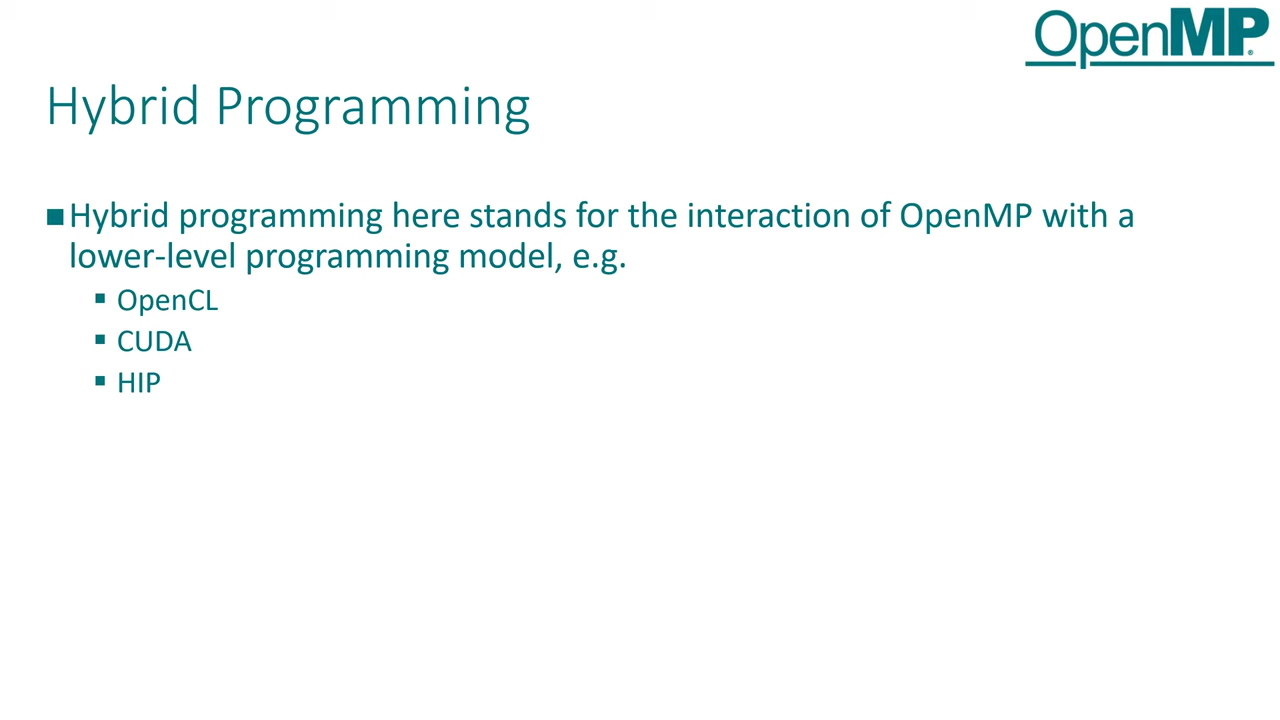 OpenMP®
Hybrid Programming
■ Hybrid programming here stands for the interaction of OpenMP with a
lower-level programming model, e.g.
▪ OpenCL
▪ CUDA
▪ HIP